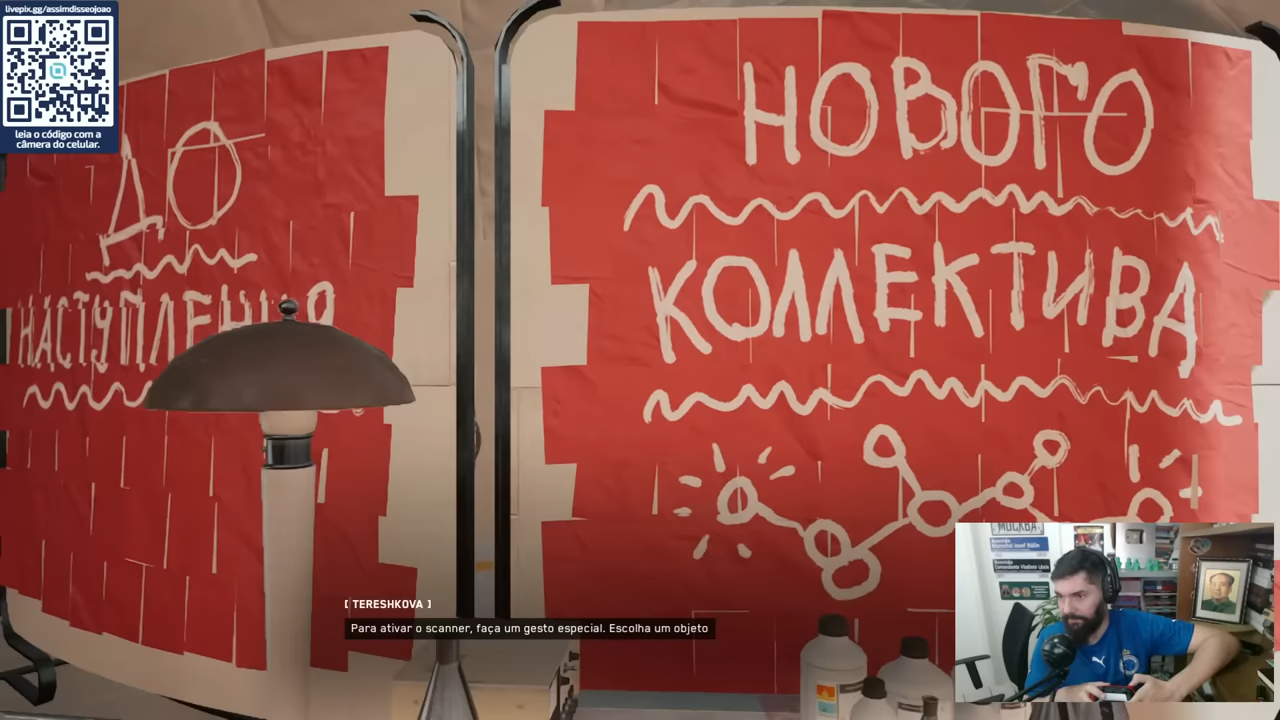 livepix.gg/assimdisseojoao
leia o código com a
câmera do celular.
ДО
НАСТУПЛЕНИЯ
НОВОГО
КОЛЛЕКТИВА
[ TERESHKOVA ]
Para ativar o scanner, faça um gesto especial. Escolha um objeto
МОСКВА